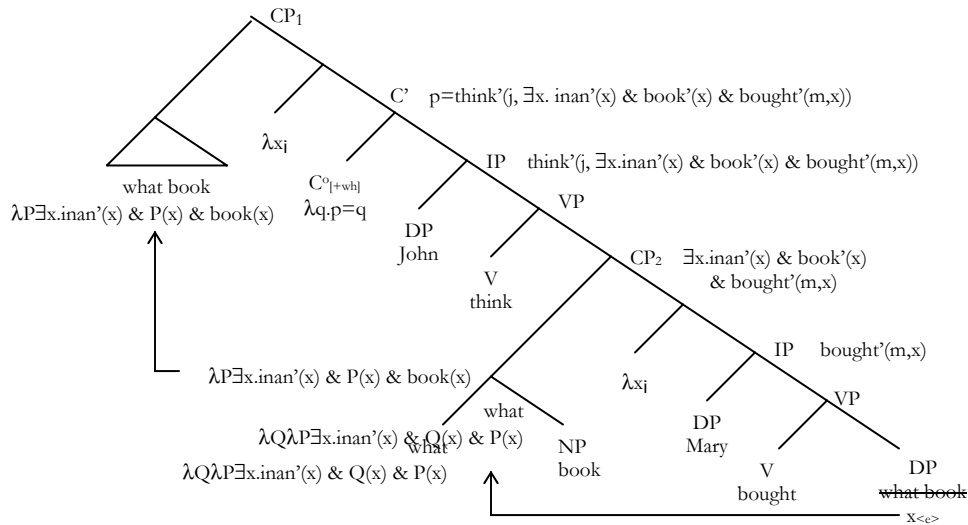 CP₁
C’ p=think’(j, ∃x. inan’(x) & book’(x) & bought’(m,x))
λxᵢ
IP think’(j, ∃x.inan’(x) & book’(x) & bought’(m,x))
what book
λP∃x.inan’(x) & P(x) & book(x)
Cº[+wh]
λq.p=q
VP
DP
John
CP₂ ∃x.inan’(x) & book’(x)
& bought’(m,x)
V
think
IP bought’(m,x)
λP∃x.inan’(x) & P(x) & book(x)
λxᵢ
VP
what
λQλP∃x.inan’(x) & Q(x) & P(x)
DP
Mary
what
NP
book
λQλP∃x.inan’(x) & Q(x) & P(x)
V
bought
DP
what book
x<e>